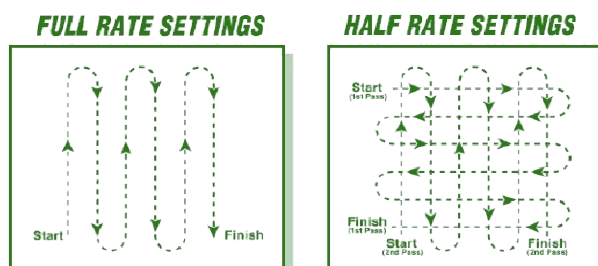 FULL RATE SETTINGS
Start
Finish
HALF RATE SETTINGS
Start
(1st Pass)
Finish
(1st Pass)
Start
(2nd Pass)
Finish
(2nd Pass)